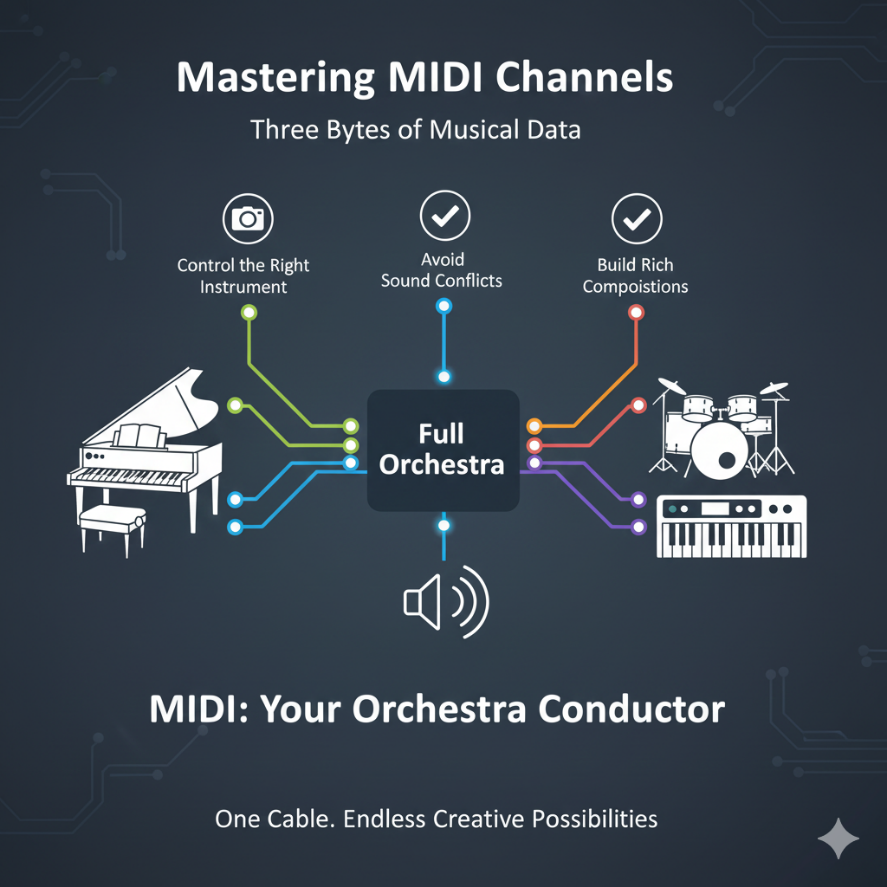 Mastering MIDI Channels
Three Bytes of Musical Data
Control the Right
Instrument
Avoid
Sound Conflicts
Build Rich
Compoistions
Full
Orchestra
MIDI: Your Orchestra Conductor
One Cable. Endless Creative Possibilities